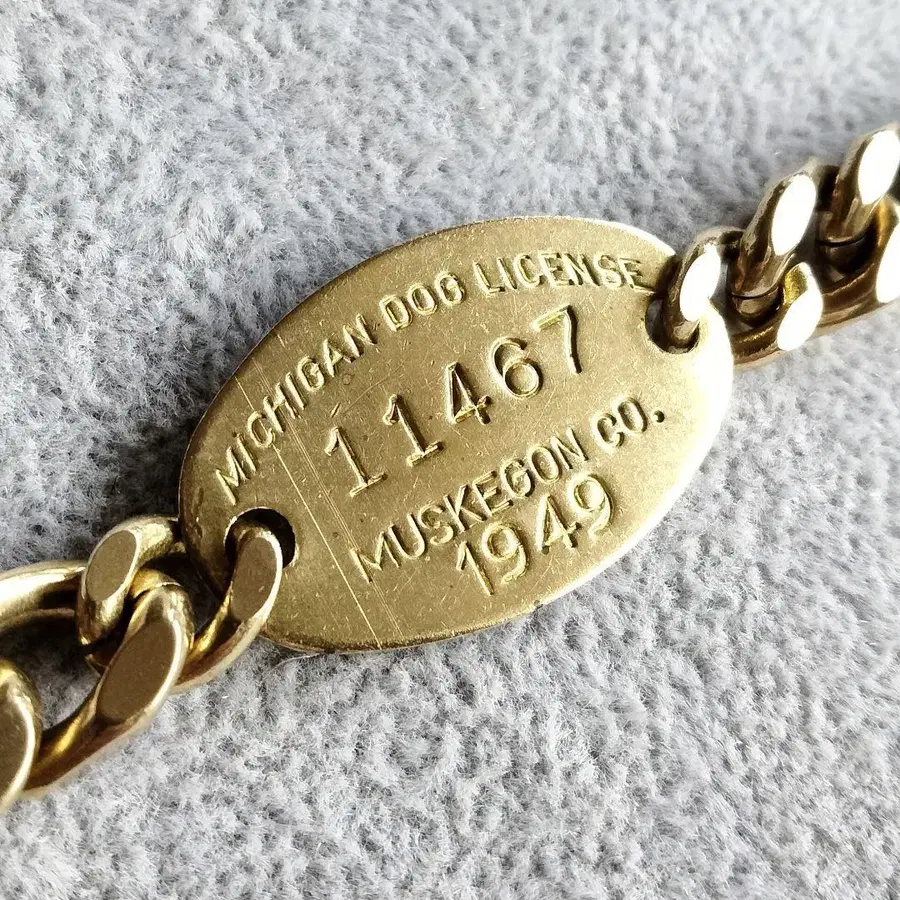 MICHIGAN DOG LICENSE
11467
MUSKEGON CO.
1949